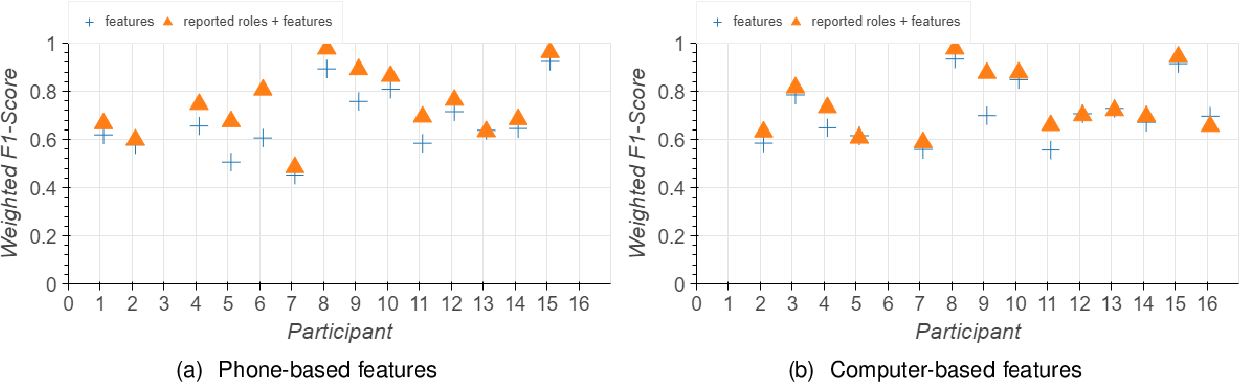 features reported roles + features
1
0.8
0.6
0.4
0.2
0
Weighted F1-Score
0 1 2 3 4 5 6 7 8 9 10 11 12 13 14 15 16
Participant
(a) Phone-based features
features reported roles + features
1
0.8
0.6
0.4
0.2
0
Weighted F1-Score
0 1 2 3 4 5 6 7 8 9 10 11 12 13 14 15 16
Participant
(b) Computer-based features